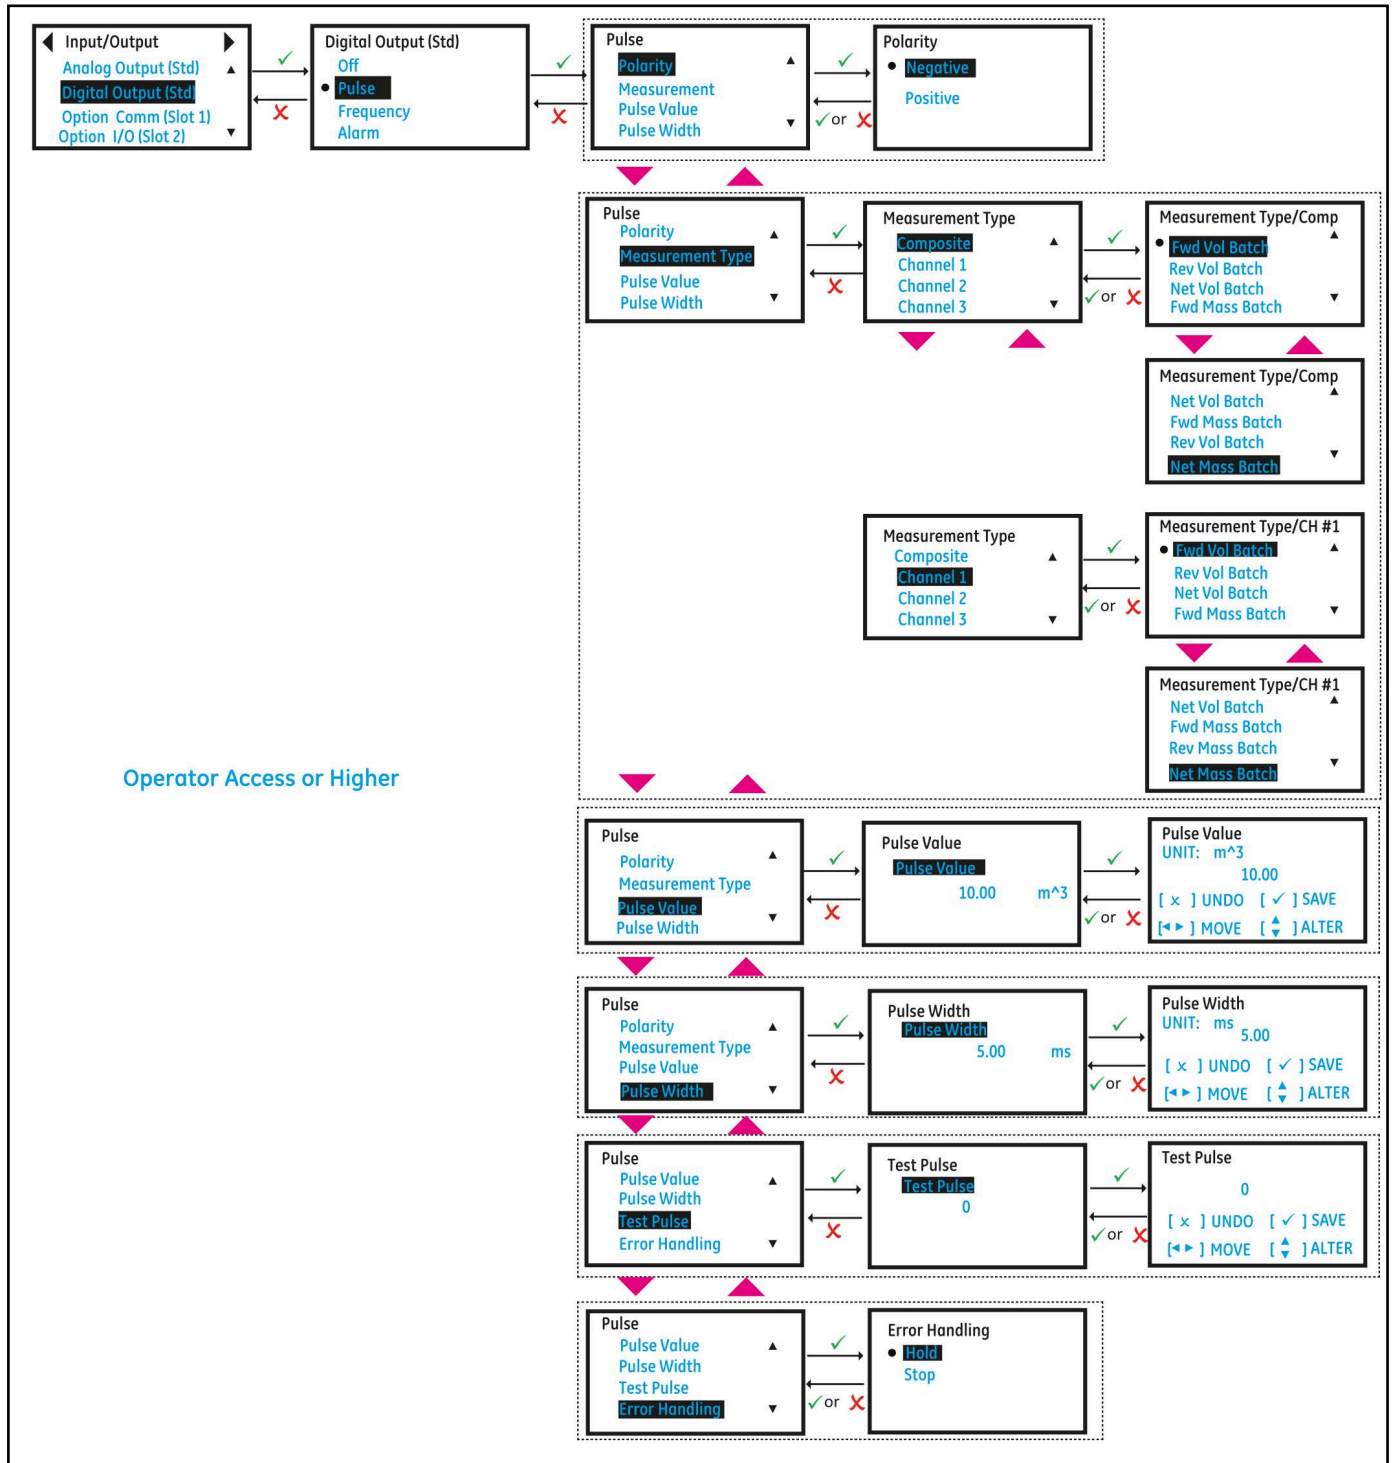 Input/Output
Analog Output (Std)
Digital Output (Std)
Option Comm (Slot 1)
Option I/O (Slot 2)
Digital Output (Std)
Off
Pulse
Frequency
Alarm
Pulse
Polarity
Measurement
Pulse Value
Pulse Width
or
Polarity
Negative
Positive
Pulse
Polarity
Measurement Type
Pulse Value
Pulse Width
Measurement Type
Composite
Channel 1
Channel 2
Channel 3
or
Measurement Type/Comp
Fwd Vol Batch
Rev Vol Batch
Net Vol Batch
Fwd Mass Batch
Measurement Type/Comp
Net Vol Batch
Fwd Mass Batch
Rev Vol Batch
Net Mass Batch
Measurement Type
Composite
Channel 1
Channel 2
Channel 3
or
Measurement Type/CH #1
Fwd Vol Batch
Rev Vol Batch
Net Vol Batch
Fwd Mass Batch
Measurement Type/CH #1
Net Vol Batch
Fwd Mass Batch
Rev Mass Batch
Net Mass Batch
Operator Access or Higher
Pulse
Polarity
Measurement Type
Pulse Value
Pulse Width
Pulse Value
Pulse Value
10.00 m^3
or
Pulse Value
UNIT: m^3
10.00
[ x ] UNDO [ ✓ ] SAVE
[◄ ►] MOVE [ ▲▼ ] ALTER
Pulse
Polarity
Measurement Type
Pulse Value
Pulse Width
Pulse Width
Pulse Width
5.00 ms
or
Pulse Width
UNIT: ms
5.00
[ x ] UNDO [ ✓ ] SAVE
[◄ ►] MOVE [ ▲▼ ] ALTER
Pulse
Pulse Value
Pulse Width
Test Pulse
Error Handling
Test Pulse
Test Pulse
0
or
Test Pulse
0
[ x ] UNDO [ ✓ ] SAVE
[◄ ►] MOVE [ ▲▼ ] ALTER
Pulse
Pulse Value
Pulse Width
Test Pulse
Error Handling
or
Error Handling
Hold
Stop